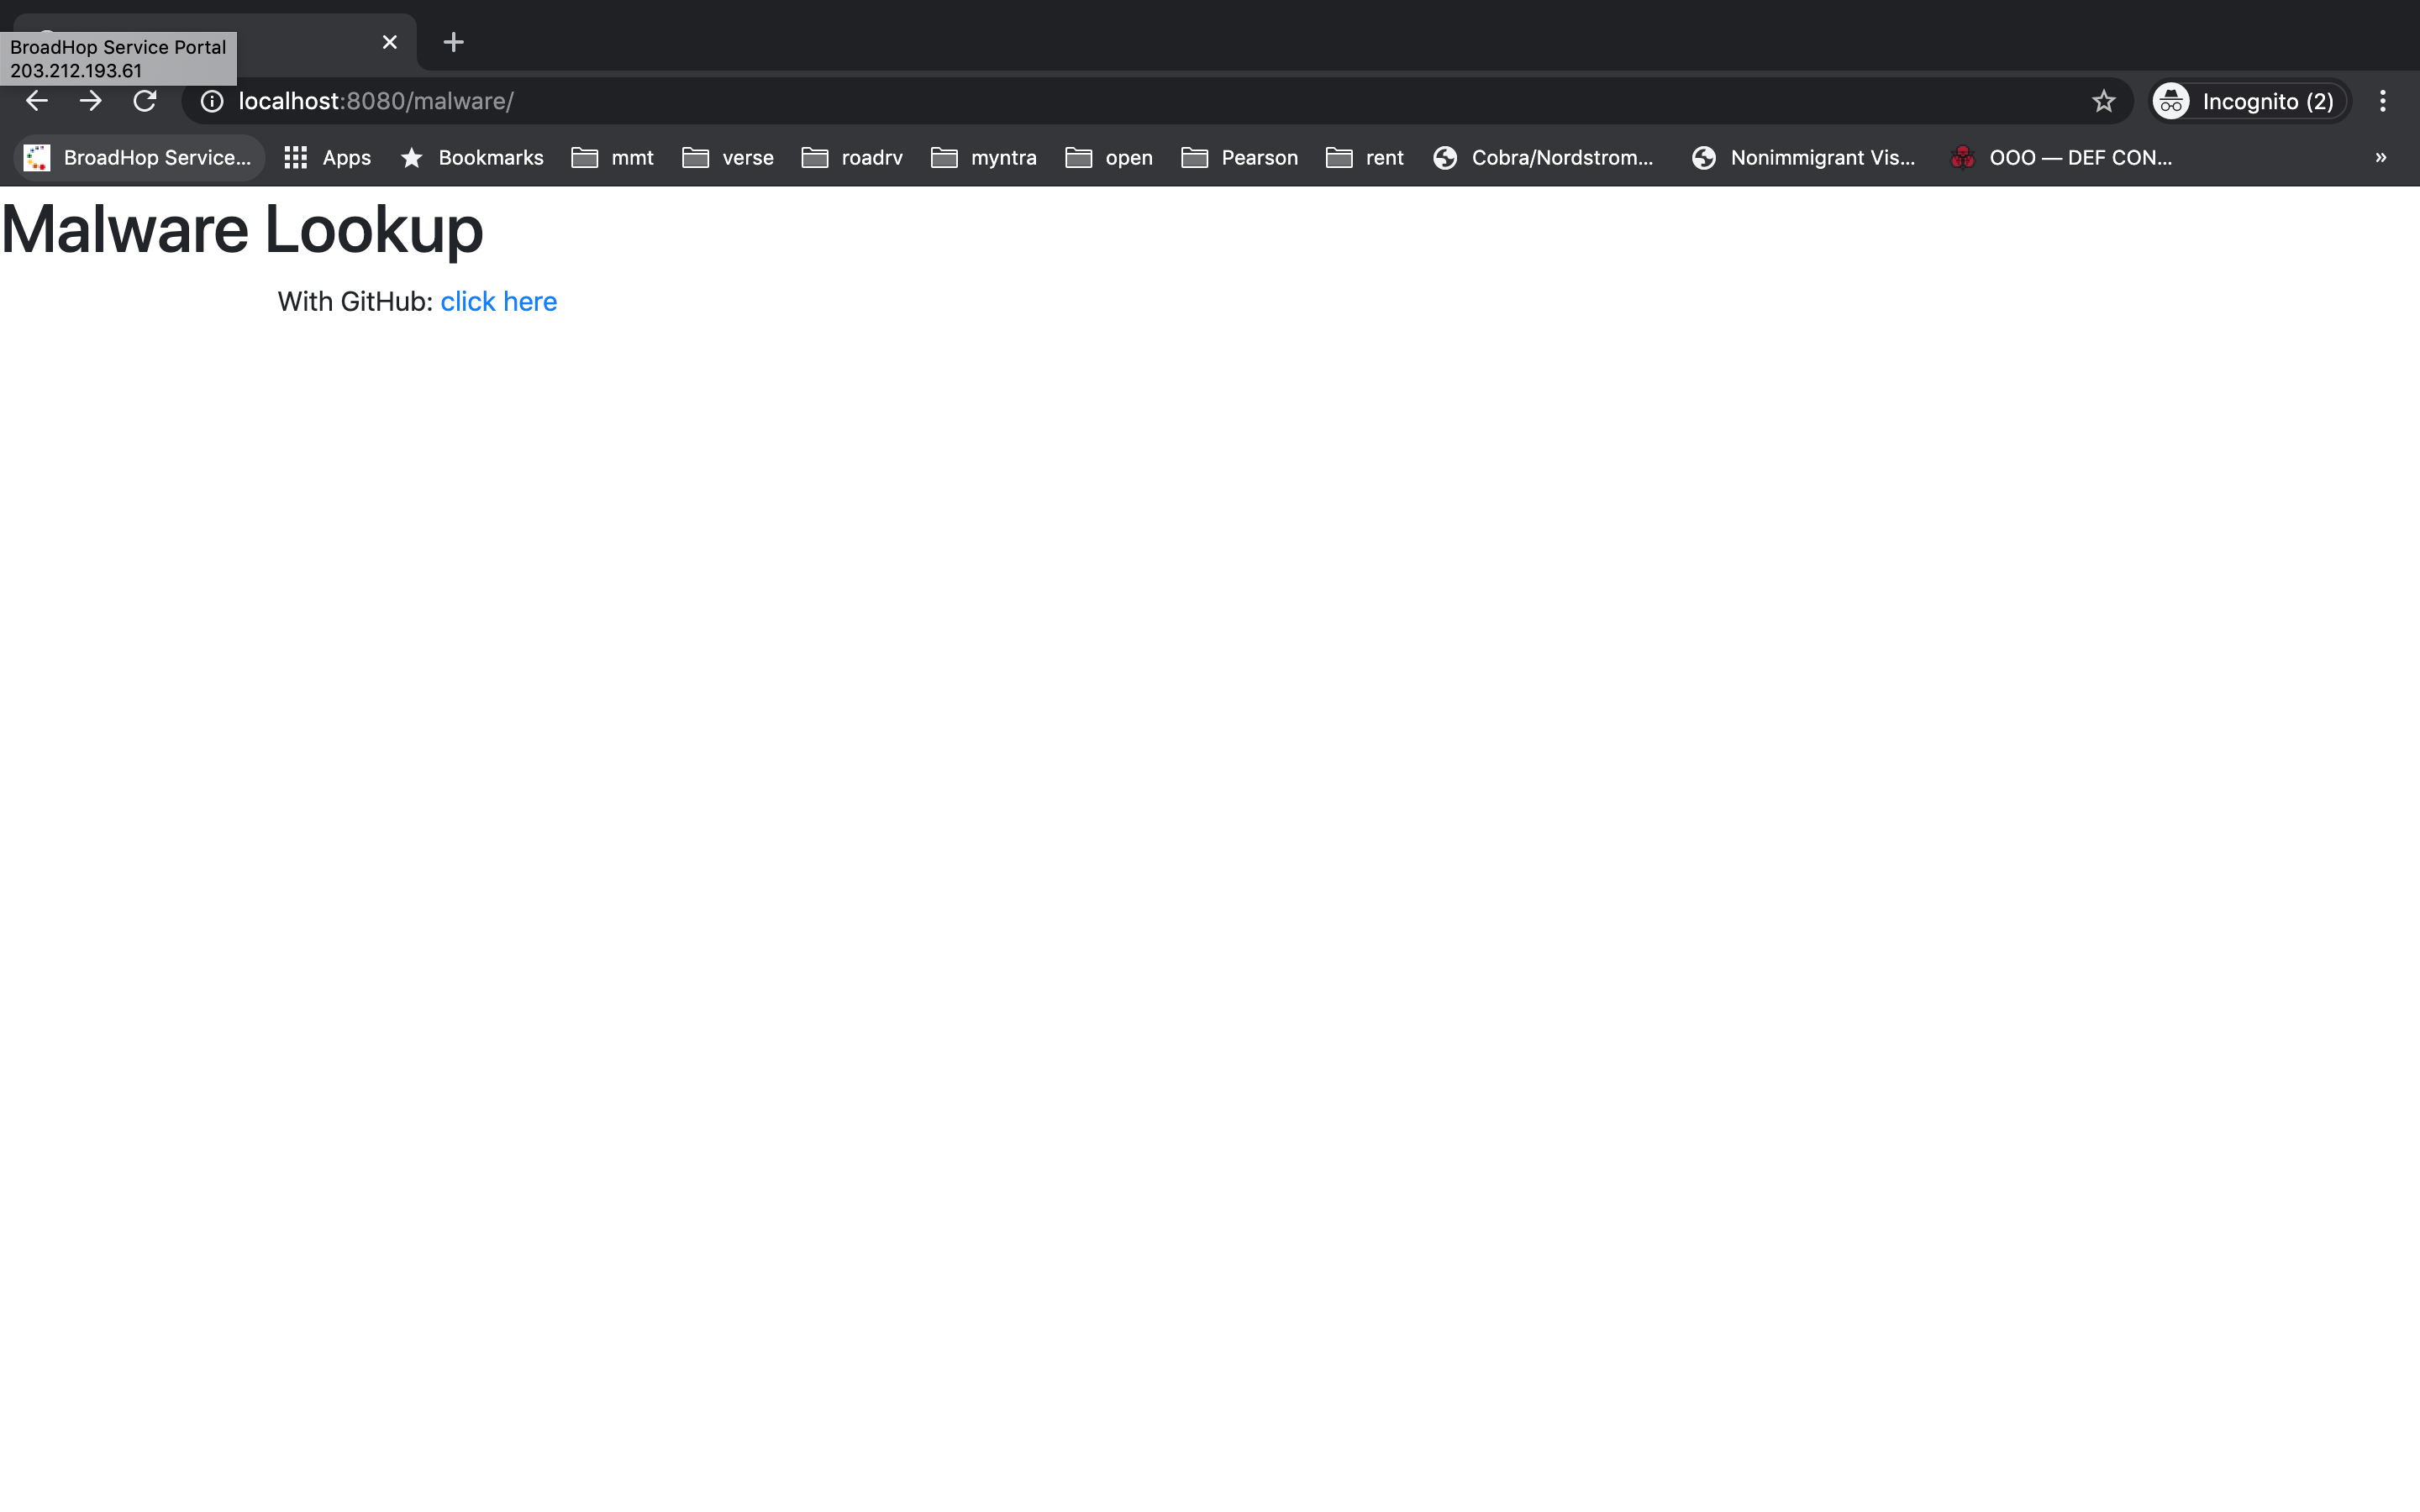 BroadHop Service Portal
203.212.193.61
localhost:8080/malware/
Incognito (2)
BroadHop Service...
Apps
Bookmarks
mmt
verse
roadrv
myntra
open
Pearson
rent
Cobra/Nordstrom...
Nonimmigrant Vis...
OOO — DEF CON...
»
Malware Lookup
With GitHub: click here